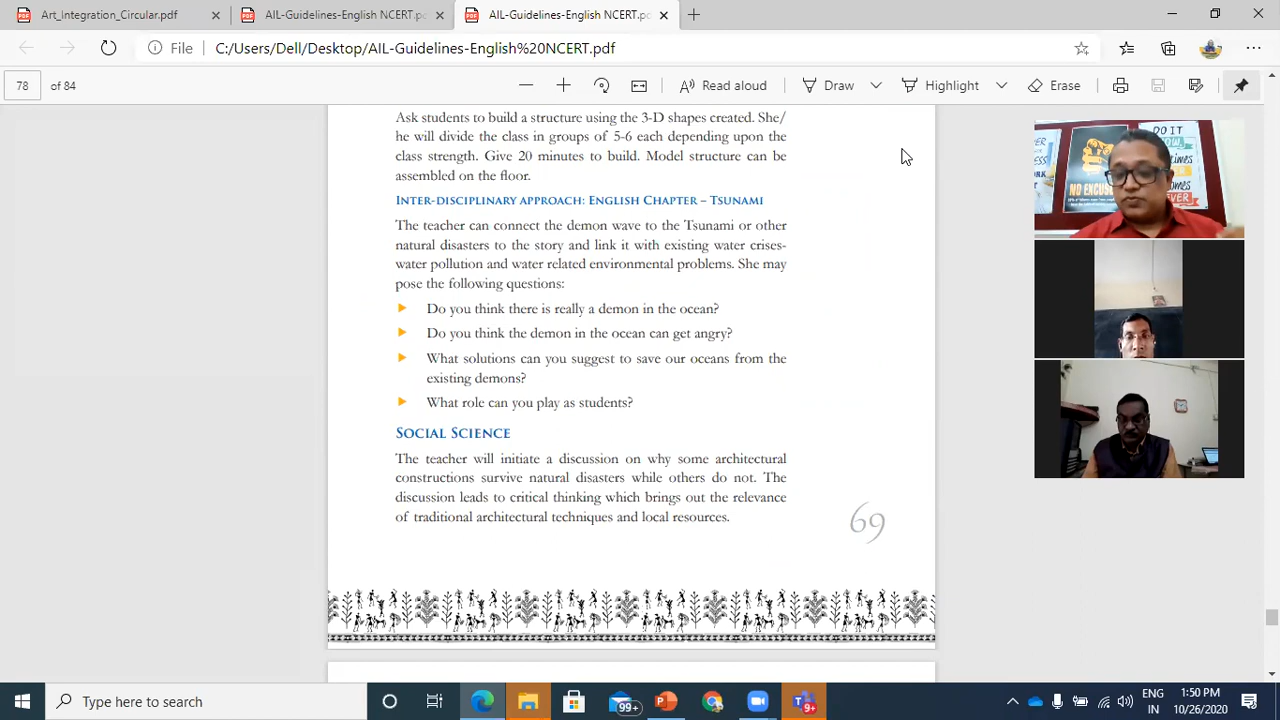 Art_Integration_Circular.pdf
AIL-Guidelines-English NCERT.pc
AIL-Guidelines-English NCERT.pc
File
C:/Users/Dell/Desktop/AIL-Guidelines-English%20NCERT.pdf
78 of 84
Read aloud
Draw
Highlight
Erase
Ask students to build a structure using the 3-D shapes created. She/
he will divide the class in groups of 5-6 each depending upon the
class strength. Give 20 minutes to build. Model structure can be
assembled on the floor.
Inter-disciplinary approach: English Chapter – Tsunami
The teacher can connect the demon wave to the Tsunami or other
natural disasters to the story and link it with existing water crises-
water pollution and water related environmental problems. She may
pose the following questions:
Do you think there is really a demon in the ocean?
Do you think the demon in the ocean can get angry?
What solutions can you suggest to save our oceans from the
existing demons?
What role can you play as students?
Social Science
The teacher will initiate a discussion on why some architectural
constructions survive natural disasters while others do not. The
discussion leads to critical thinking which brings out the relevance
of traditional architectural techniques and local resources.
69
DO IT
NO EXCUS
Type here to search
99+
9+
ENG
IN
1:50 PM
10/26/2020